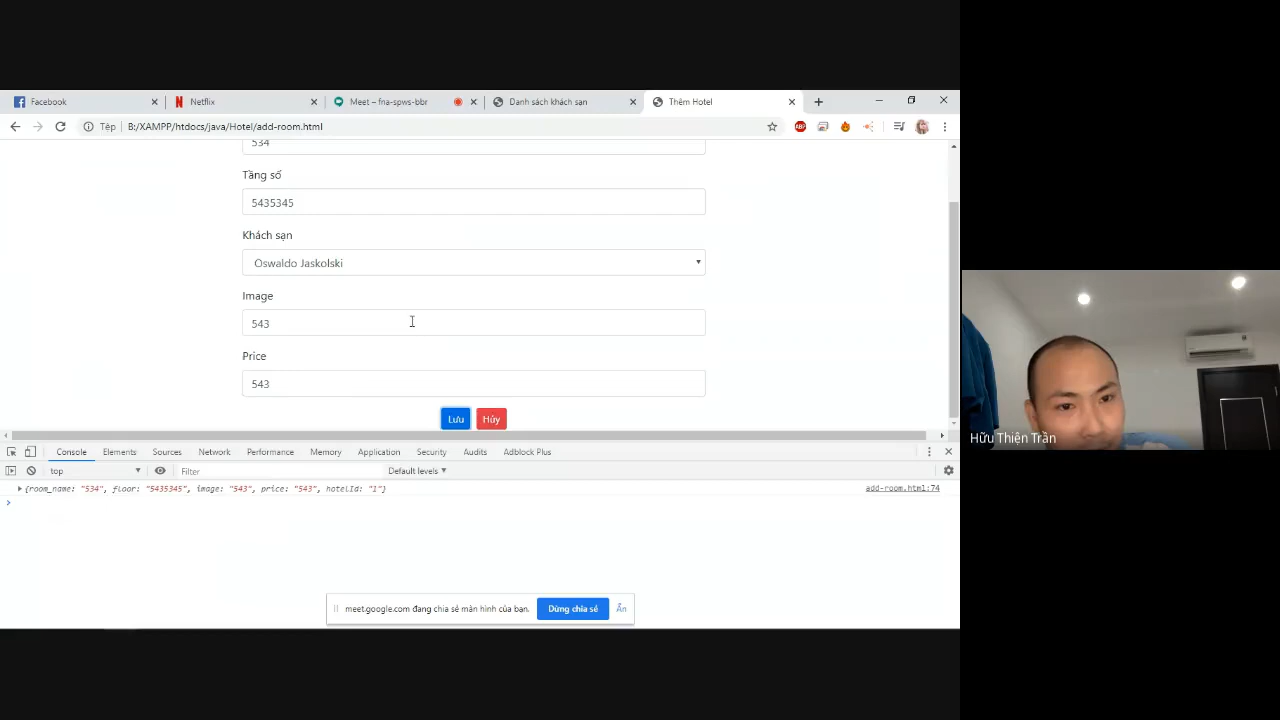 Facebook
Netflix
Meet – fna-spws-bbr
Danh sách khách sạn
Thêm Hotel
Tệp
B:/XAMPP/htdocs/java/Hotel/add-room.html
ABP
534
Tầng số
5435345
Khách sạn
Oswaldo Jaskolski
Image
543
Price
543
Lưu
Hủy
Console
Elements
Sources
Network
Performance
Memory
Application
Security
Audits
Adblock Plus
top
Filter
Default levels
{room_name: "534", floor: "5435345", image: "543", price: "543", hotelId: "1"}
add-room.html:74
meet.google.com đang chia sẻ màn hình của bạn.
Dừng chia sẻ
Ẩn
Hữu Thiện Trần